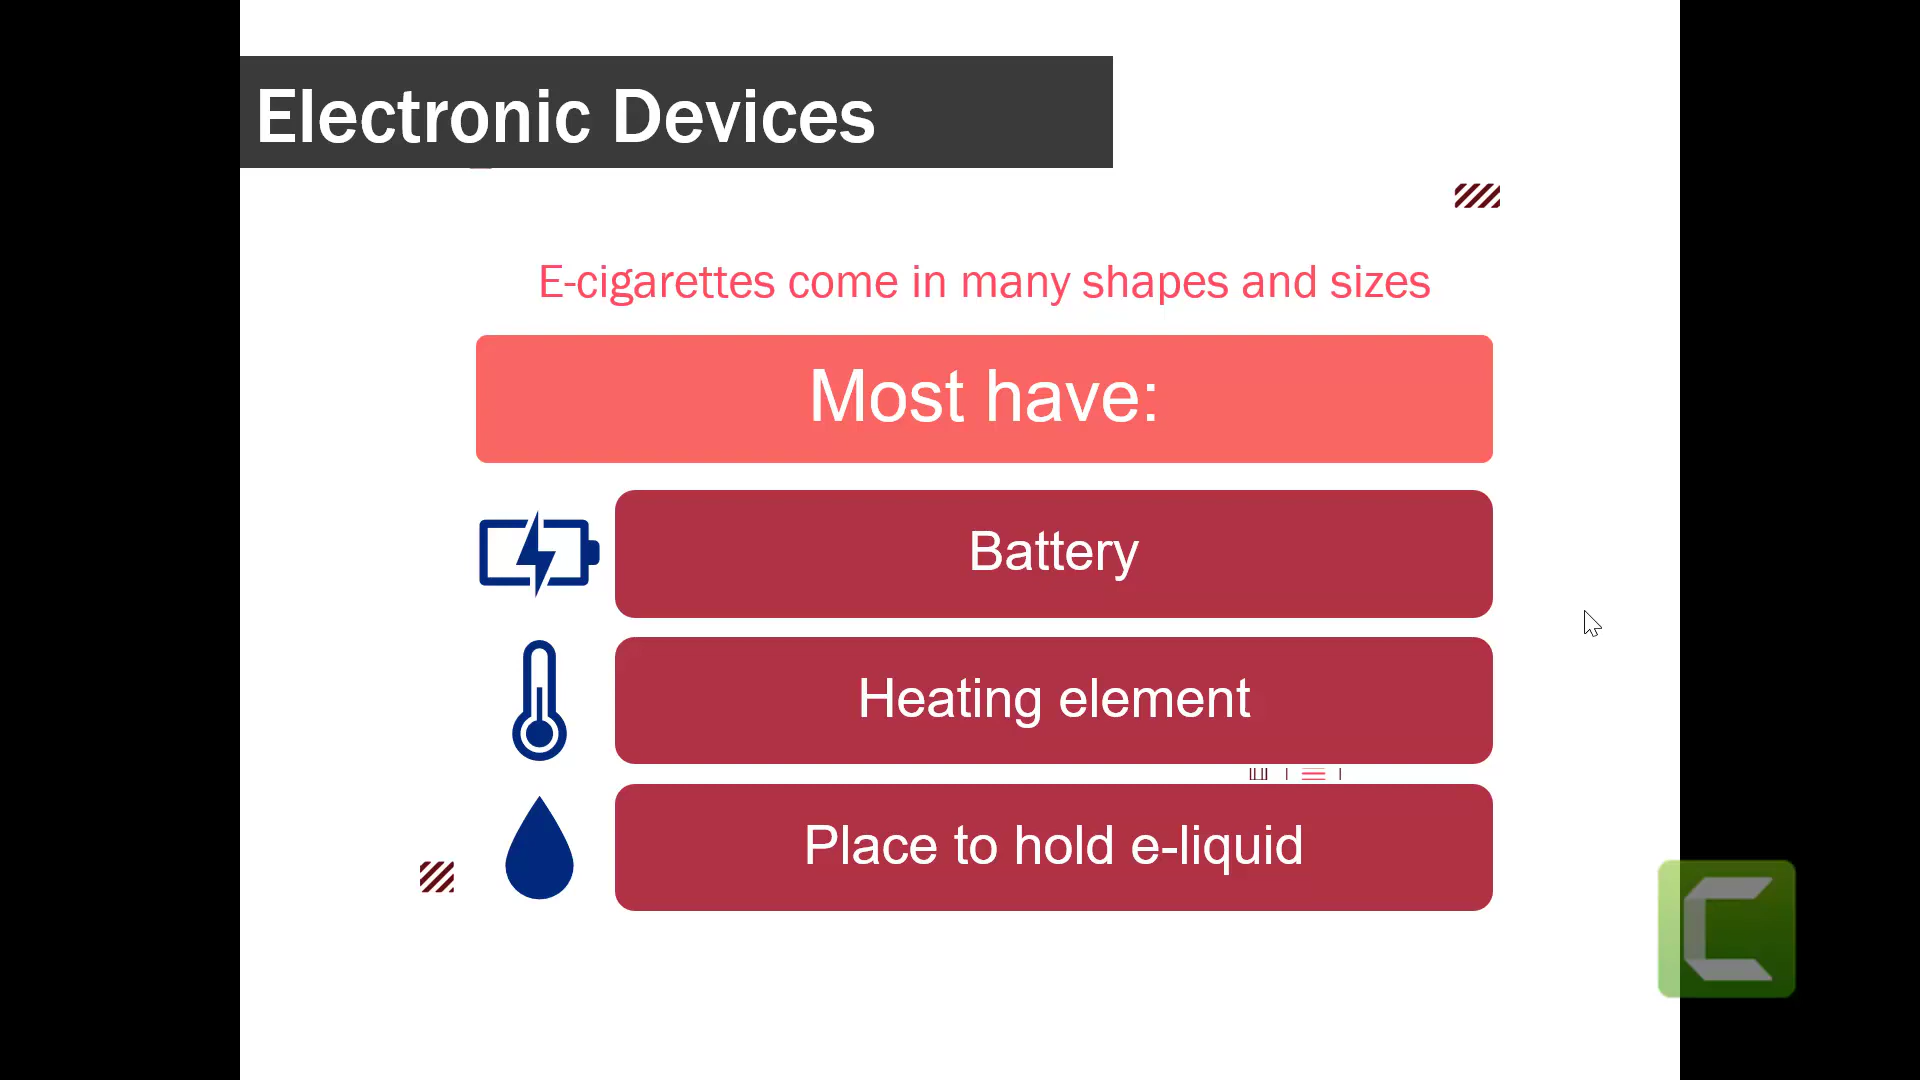 Electronic Devices
E-cigarettes come in many shapes and sizes
Most have:
Battery
Heating element
Place to hold e-liquid